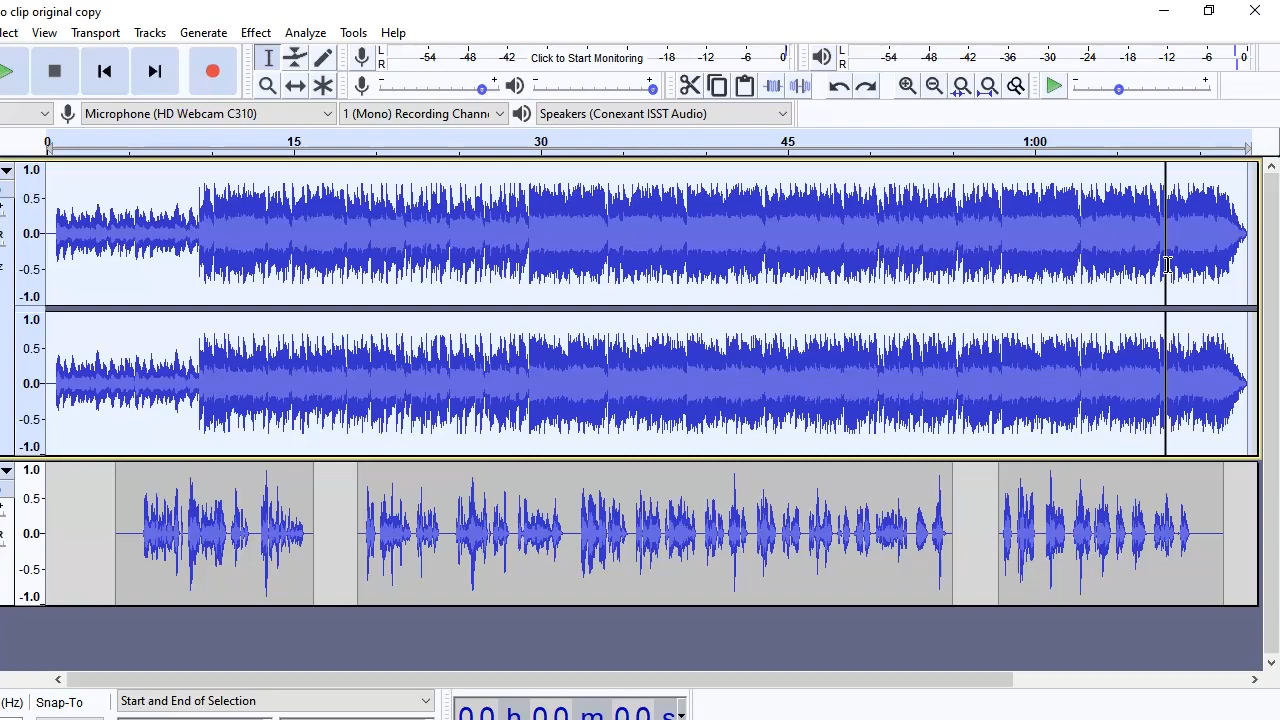 o clip original copy
lect View Transport Tracks Generate Effect Analyze Tools Help
L R -54 -48 -42 Click to Start Monitoring -18 -12 -6 0 L R -54 -48 -42 -36 -30 -24 -18 -12 -6 0
- + - + - +
Microphone (HD Webcam C310) 1 (Mono) Recording Chann Speakers (Conexant ISST Audio)
0 15 30 45 1:00
1.0
0.5
0.0
-0.5
-1.0
1.0
0.5
0.0
-0.5
-1.0
1.0
0.5
0.0
-0.5
-1.0
(Hz) Snap-To Start and End of Selection
00 h 00 m 00 s